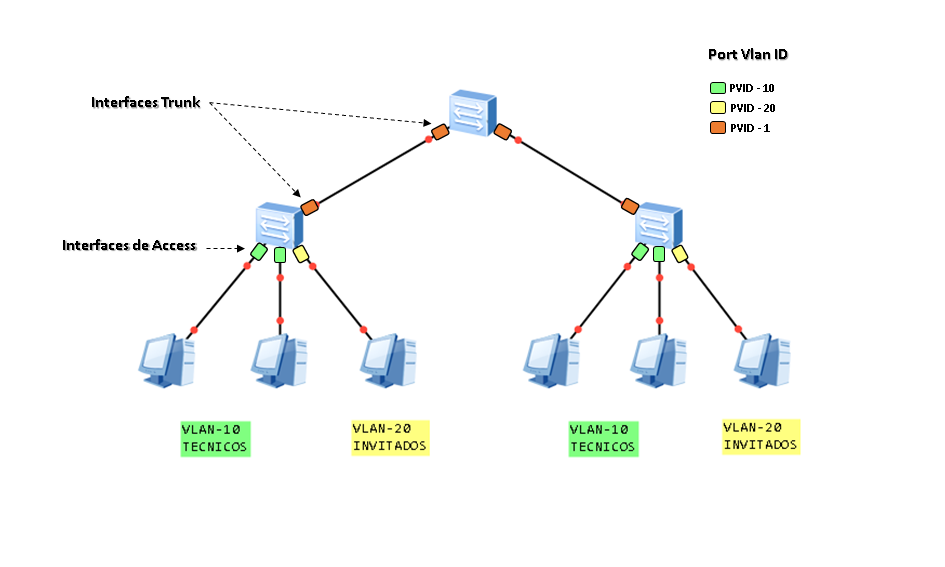 Port Vlan ID
PVID - 10
PVID - 20
PVID - 1
Interfaces Trunk
Interfaces de Access
VLAN-10
TECNICOS
VLAN-20
INVITADOS
VLAN-10
TECNICOS
VLAN-20
INVITADOS